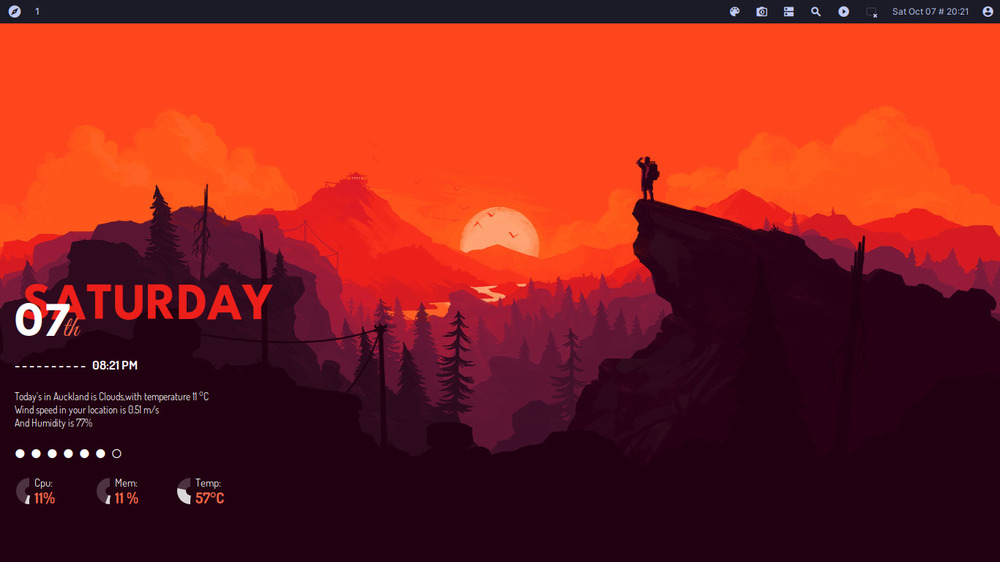 1
Sat Oct 07 # 20:21
SATURDAY
07th
---------- 08:21 PM
Today's in Auckland is Clouds,with temperature 11 °C
Wind speed in your location is 0.51 m/s
And Humidity is 77%
Cpu: Mem: Temp:
11% 11 % 57°C